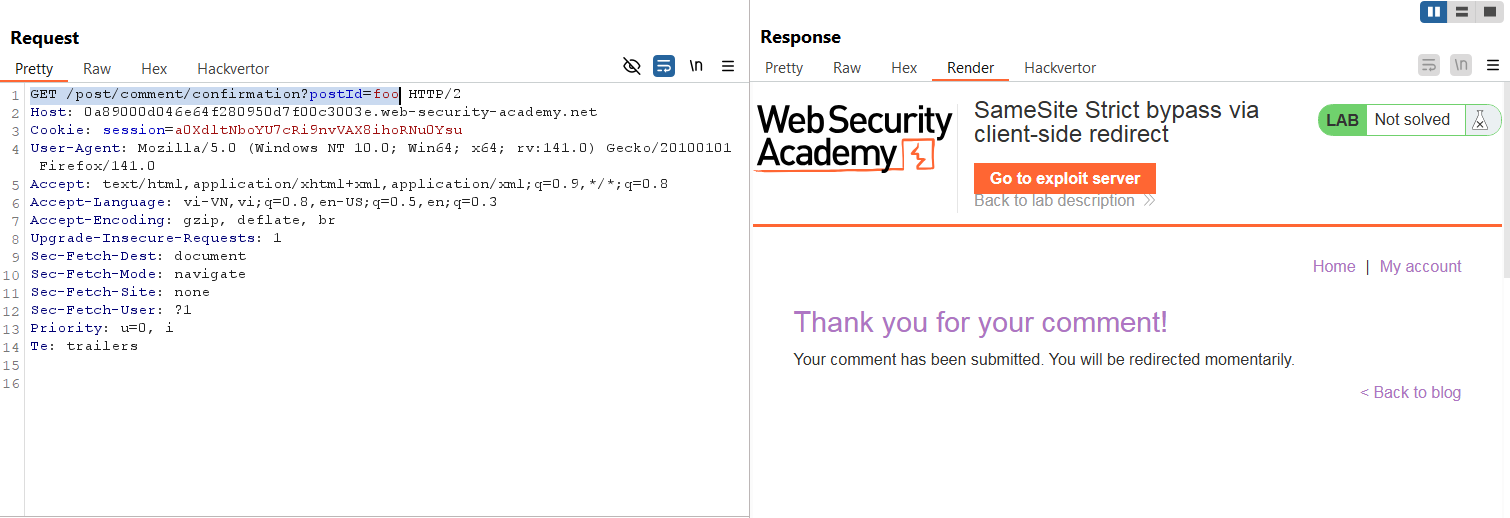 Request
Pretty Raw Hex Hackvertor \n
1 GET /post/comment/confirmation?postId=foo HTTP/2
2 Host: 0a89000d046e64f280950d7f00c3003e.web-security-academy.net
3 Cookie: session=a0XdltNboYU7cRi9nvVAX8ihoRNu0Ysu
4 User-Agent: Mozilla/5.0 (Windows NT 10.0; Win64; x64; rv:141.0) Gecko/20100101
Firefox/141.0
5 Accept: text/html,application/xhtml+xml,application/xml;q=0.9,*/*;q=0.8
6 Accept-Language: vi-VN,vi;q=0.8,en-US;q=0.5,en;q=0.3
7 Accept-Encoding: gzip, deflate, br
8 Upgrade-Insecure-Requests: 1
9 Sec-Fetch-Dest: document
10 Sec-Fetch-Mode: navigate
11 Sec-Fetch-Site: none
12 Sec-Fetch-User: ?1
13 Priority: u=0, i
14 Te: trailers
15
16
Response
Pretty Raw Hex Render Hackvertor \n
Web Security
Academy
SameSite Strict bypass via
client-side redirect
Go to exploit server
Back to lab description
LAB Not solved
Home | My account
Thank you for your comment!
Your comment has been submitted. You will be redirected momentarily.
< Back to blog